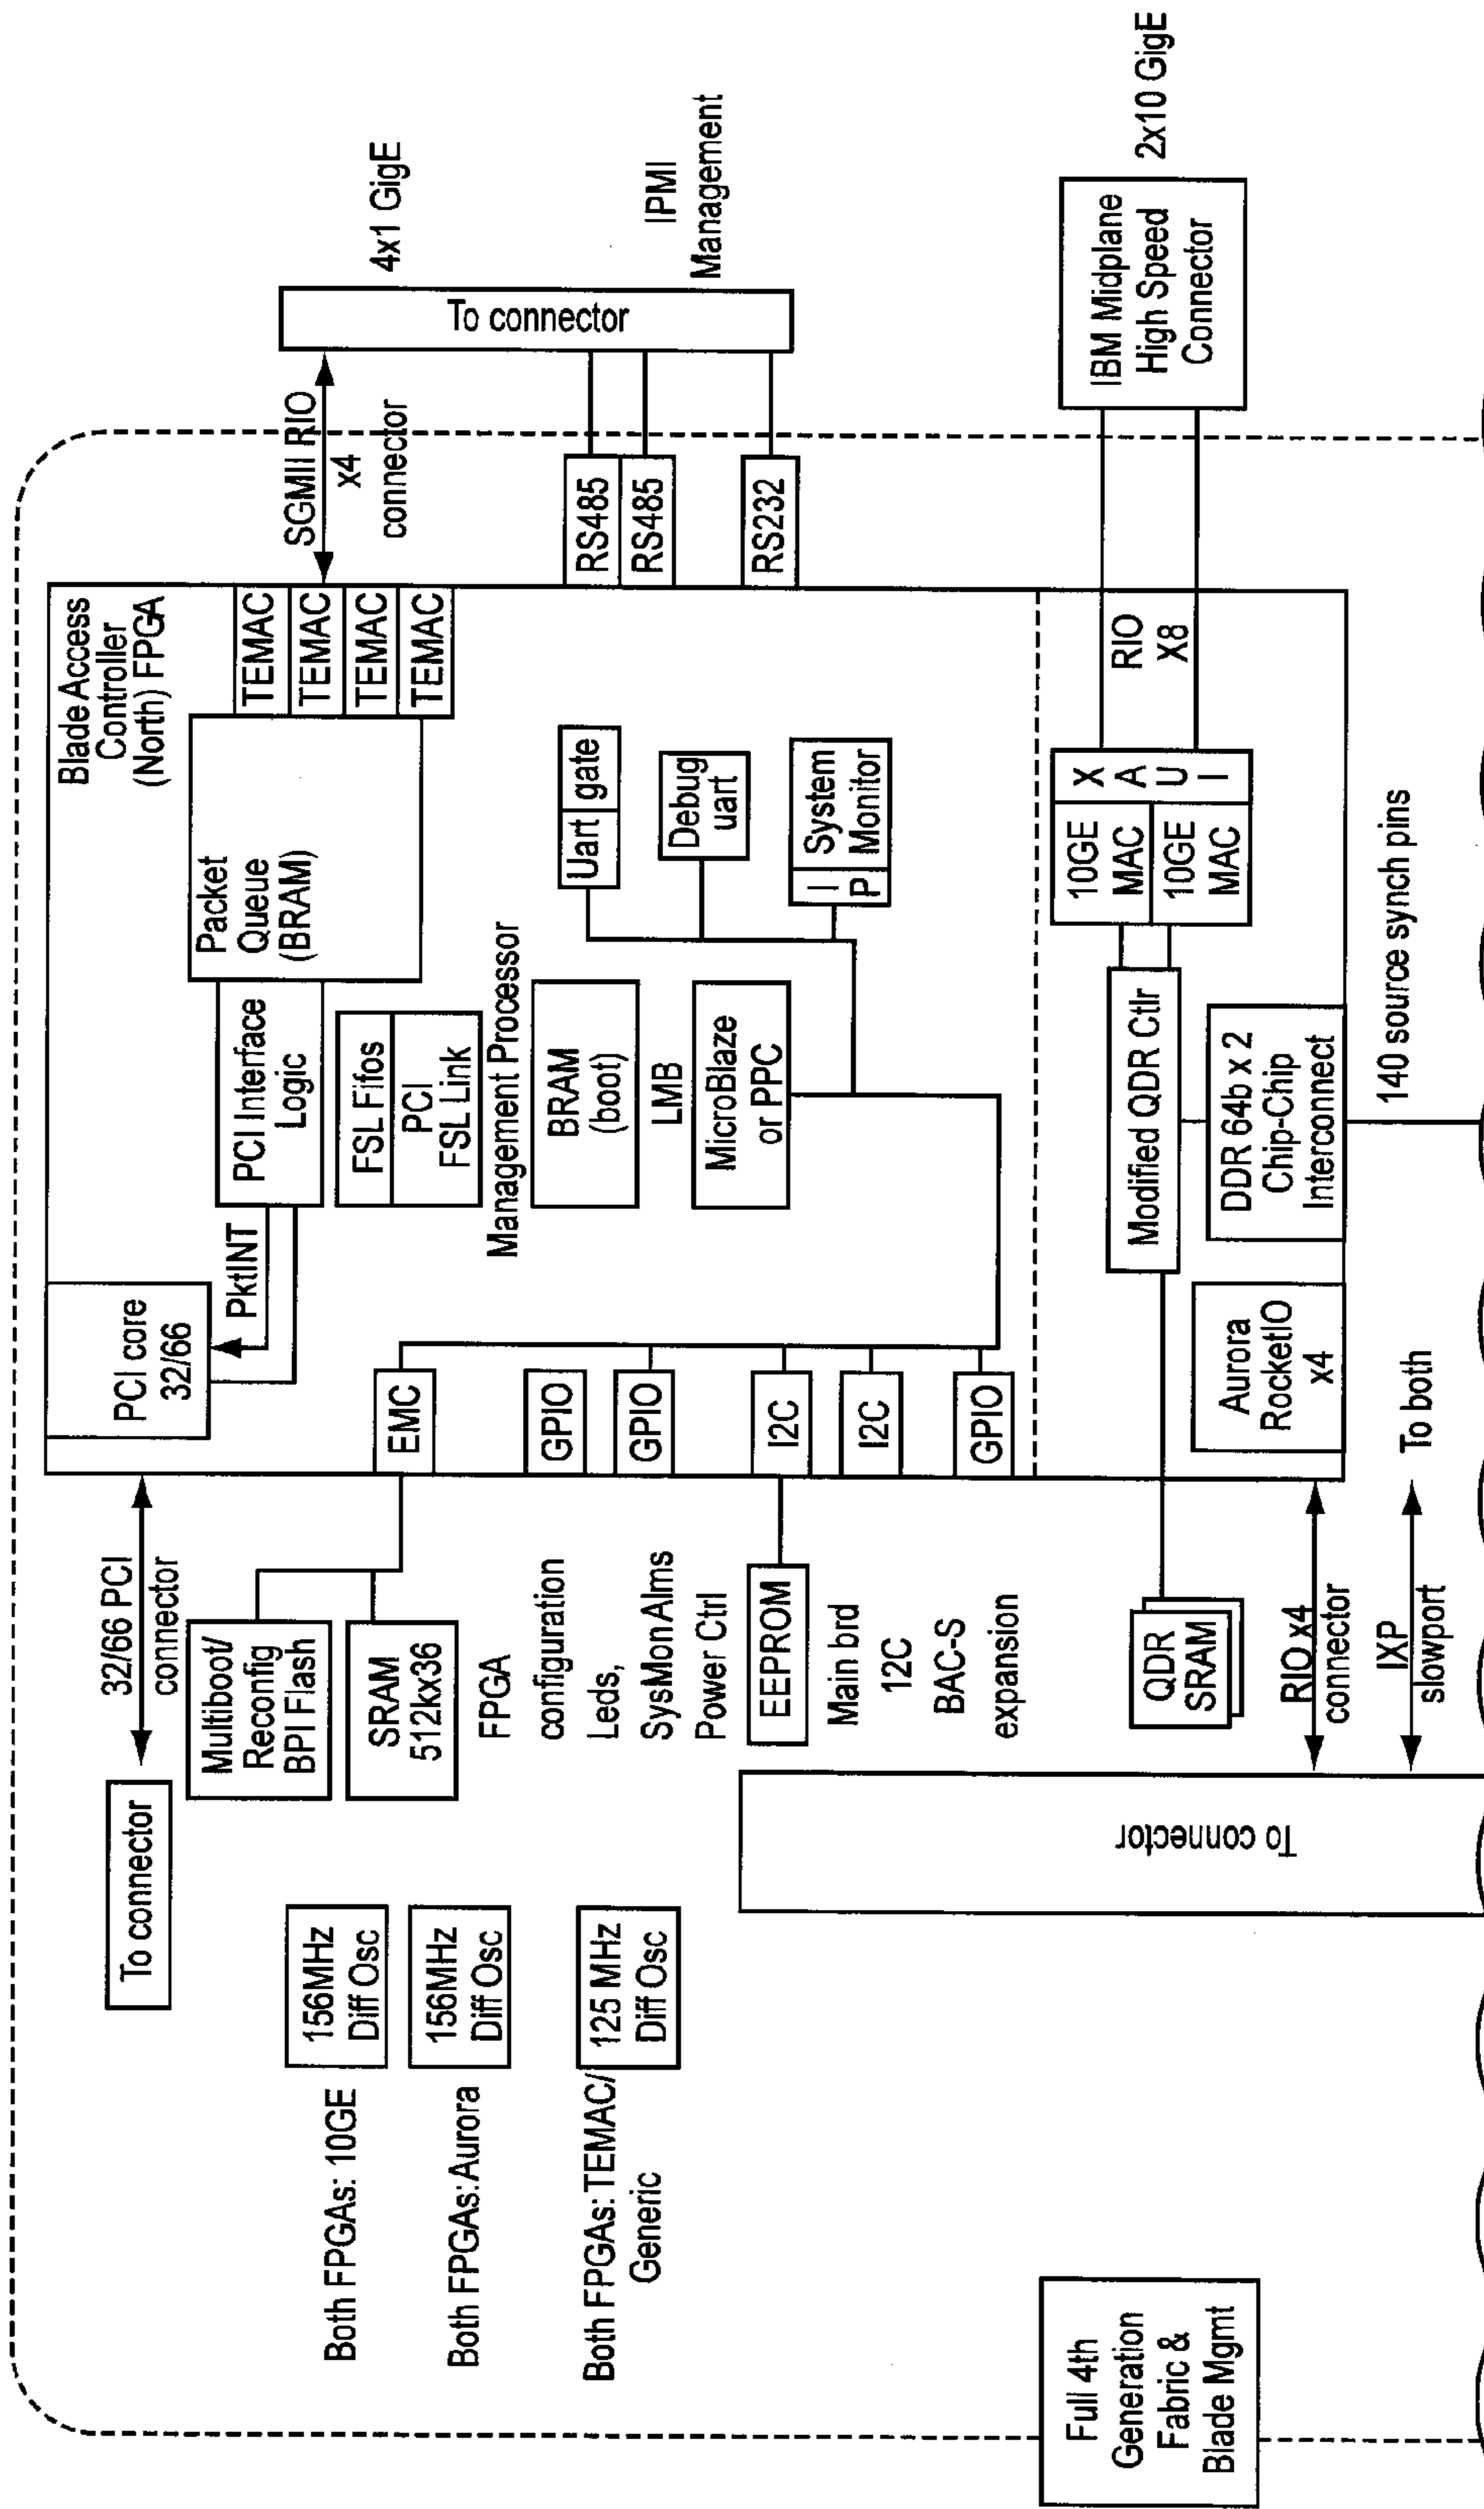 To connector
32/66 PCI
connector
PCI core
32/66
PktINT
PCI Interface
Logic
Packet
Queue
(BRAM)
Blade Access
Controller
(North) FPGA
TEMAC
TEMAC
TEMAC
TEMAC
SGMII RIO
x4
connector
4x1 GigE
To connector
IPMI
Management
Both FPGAs: 10GE
156MHz
Diff Osc
Both FPGAs: Aurora
156MHz
Diff Osc
Both FPGAs: TEMAC/
Generic
125 MHz
Diff Osc
Multiboot/
Reconfig
BPI Flash
SRAM
512kx36
FPGA
configuration
Leds,
SysMon Alms
Power Ctrl
EEPROM
Main brd
12C
BAC-S
expansion
EMC
GPIO
GPIO
I2C
I2C
GPIO
FSL Fifos
PCI
FSL Link
Management Processor
BRAM
(boot)
LMB
MicroBlaze
or PPC
Uart gate
Debug
uart
I
P
System
Monitor
RS485
RS485
RS232
Full 4th
Generation
Fabric &
Blade Mgmt
To connector
QDR
SRAM
RIO x4
connector
IXP
slowport
To both
Aurora
RocketIO
x4
Modified QDR Ctlr
DDR 64b x 2
Chip-Chip
Interconnect
140 source synch pins
10GE
MAC
10GE
MAC
X
A
U
I
RIO
X8
IBM Midplane
High Speed
Connector
2x10 GigE